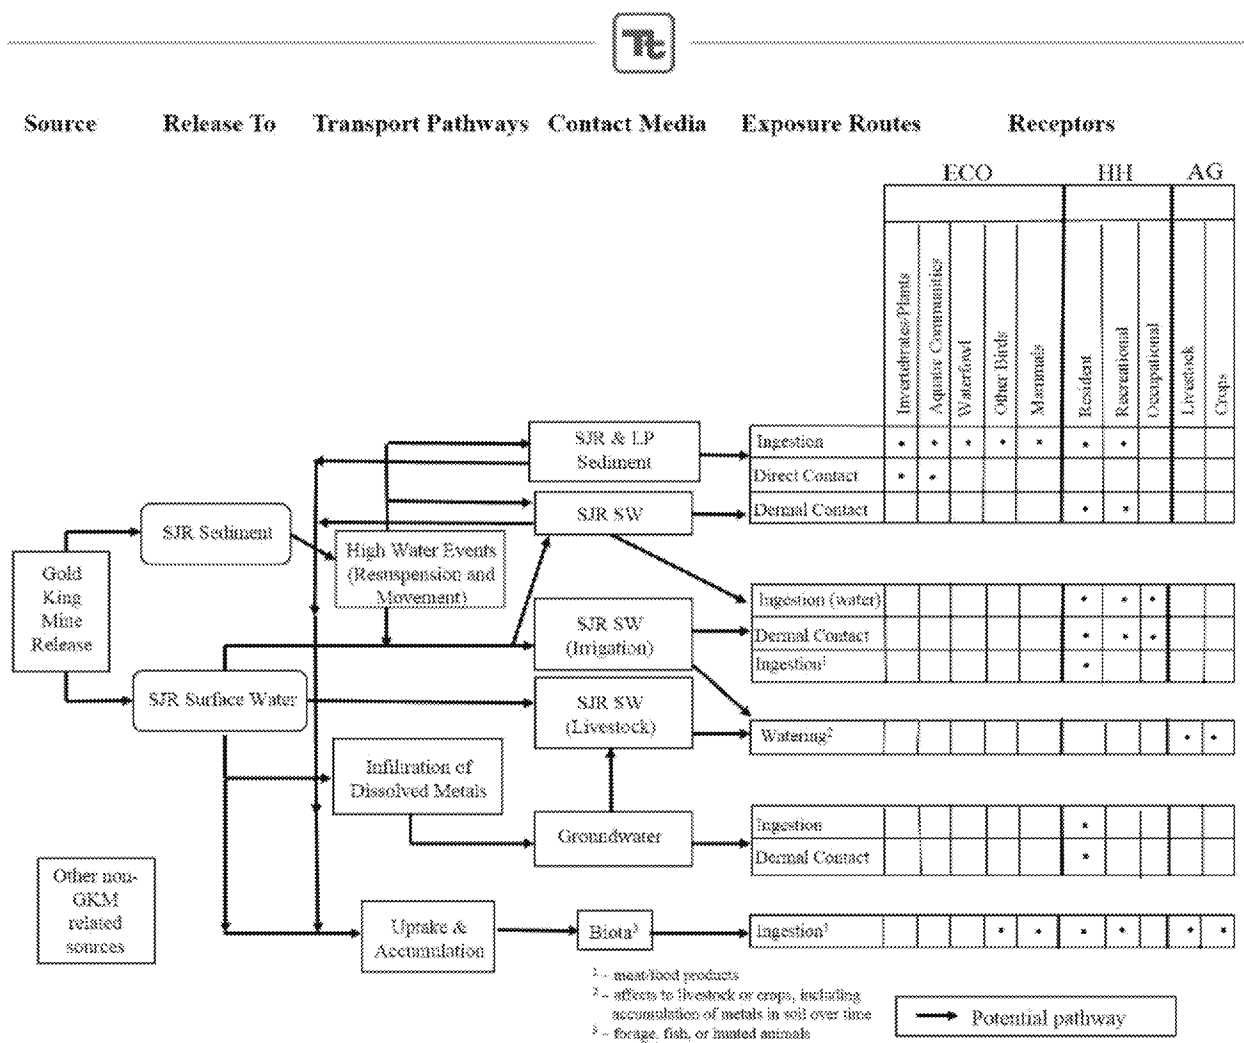 Tt
Source Release To Transport Pathways Contact Media Exposure Routes Receptors
ECO HH AG
Invertebrates/Plants
Aquatic Communities
Waterfowl
Other Birds
Mammals
Resident
Recreational
Occupational
Livestock
Crops
SJR & LP
Sediment
Ingestion
Direct Contact
SJR SW
Dermal Contact
SJR Sediment
High Water Events
(Resuspension and
Movement)
Gold
King
Mine
Release
SJR SW
(Irrigation)
Ingestion (water)
Dermal Contact
Ingestion¹
SJR Surface Water
SJR SW
(Livestock)
Watering²
Infiltration of
Dissolved Metals
Groundwater
Ingestion
Dermal Contact
Other non-
GKM
related
sources
Uptake &
Accumulation
Biota³
Ingestion¹
¹ – meat/food products
² – affects to livestock or crops, including
accumulation of metals in soil over time
³ – forage, fish, or hunted animals
Potential pathway